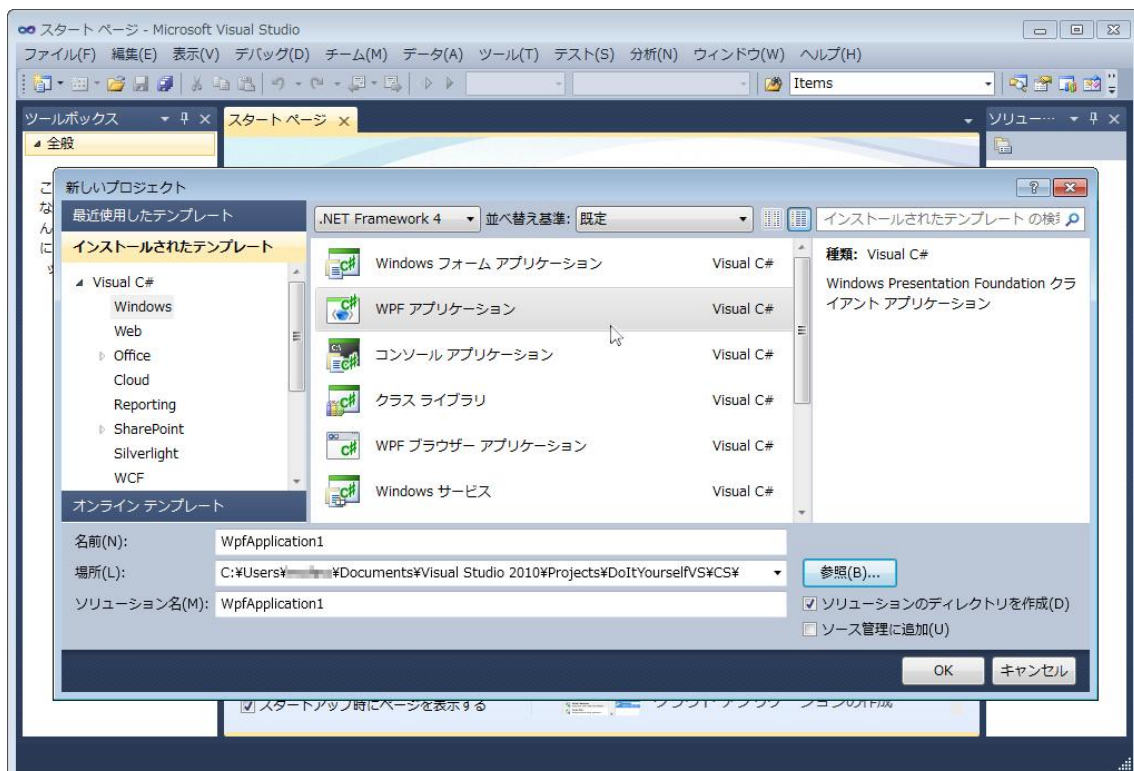 スタート ページ - Microsoft Visual Studio
ファイル(F) 編集(E) 表示(V) デバッグ(D) チーム(M) データ(A) ツール(T) テスト(S) 分析(N) ウィンドウ(W) ヘルプ(H)
Items
ツールボックス
スタート ページ
ソリュー…
全般
こ
な
ん
に
ッ
新しいプロジェクト
最近使用したテンプレート
.NET Framework 4
並べ替え基準: 既定
インストールされたテンプレート の検
インストールされたテンプレート
Visual C#
Windows
Web
Office
Cloud
Reporting
SharePoint
Silverlight
WCF
オンライン テンプレート
Windows フォーム アプリケーション Visual C#
WPF アプリケーション Visual C#
コンソール アプリケーション Visual C#
クラス ライブラリ Visual C#
WPF ブラウザー アプリケーション Visual C#
Windows サービス Visual C#
種類: Visual C#
Windows Presentation Foundation クラ
イアント アプリケーション
名前(N): WpfApplication1
場所(L): C:¥Users¥ ¥Documents¥Visual Studio 2010¥Projects¥DoItYourselfVS¥CS¥ 参照(B)...
ソリューション名(M): WpfApplication1
ソリューションのディレクトリを作成(D)
ソース管理に追加(U)
OK キャンセル
スタートアップ時にページを表示する